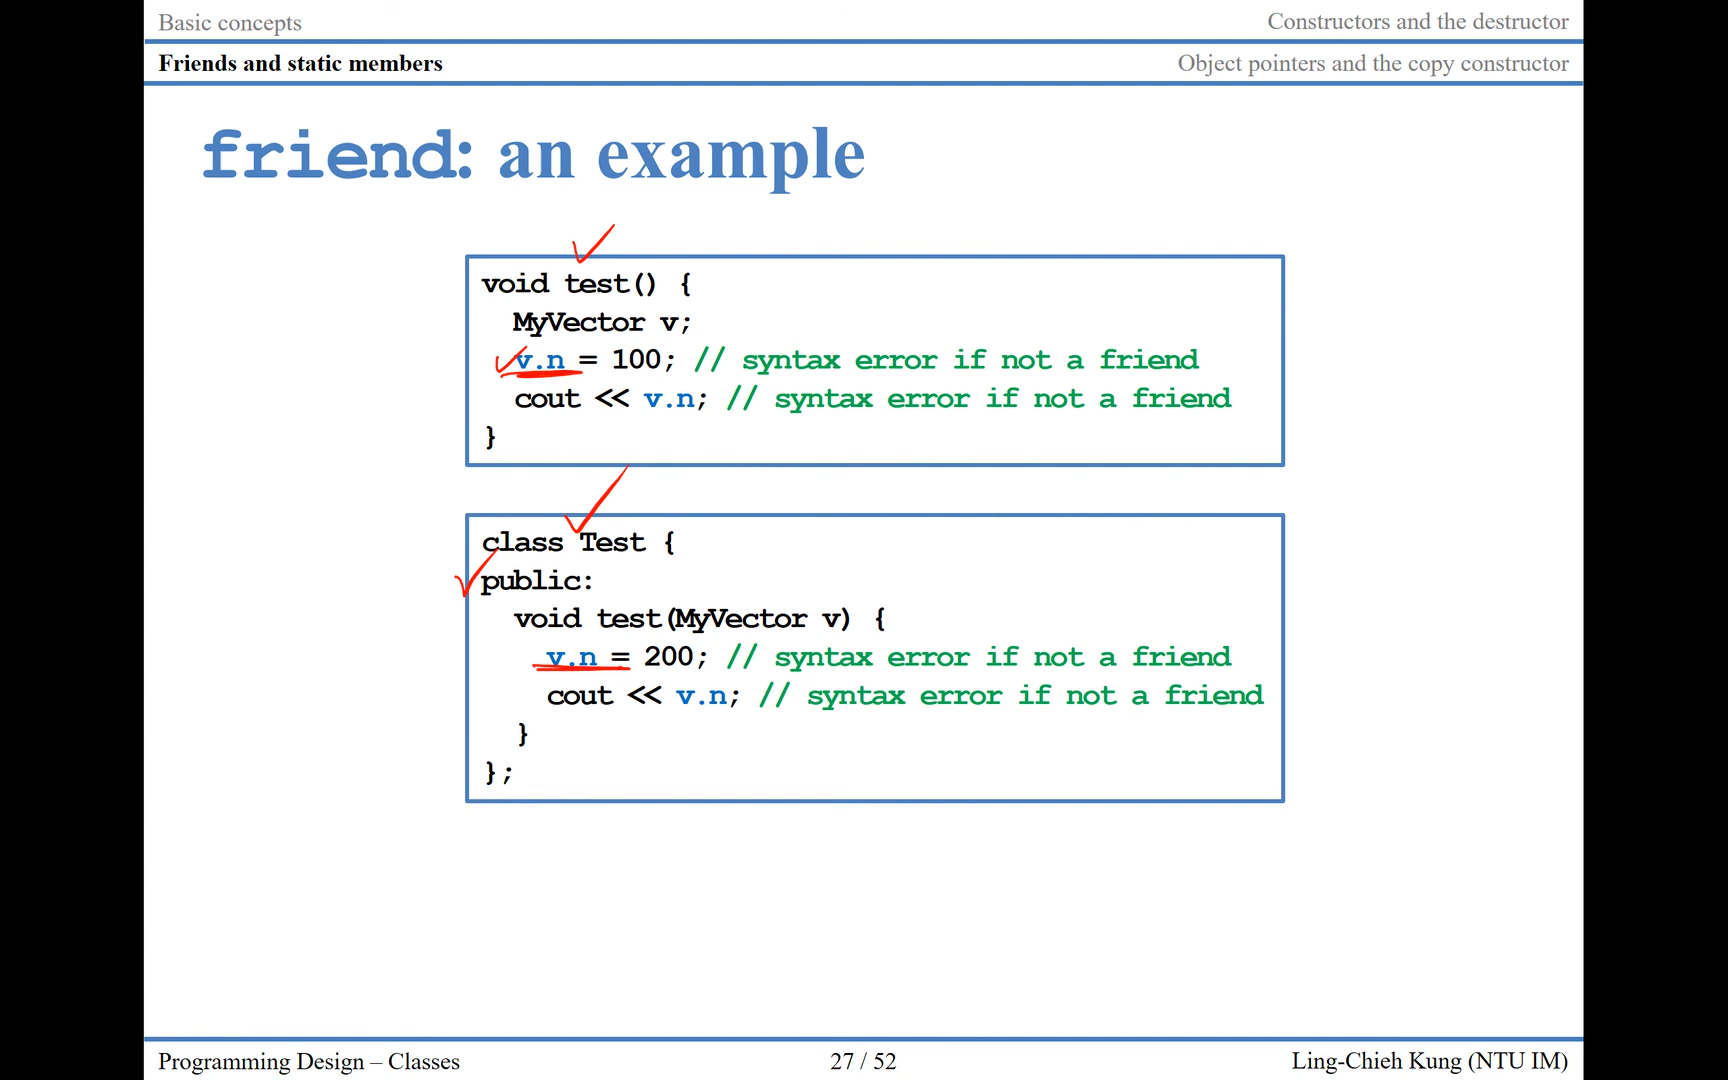 Basic concepts
Constructors and the destructor
Friends and static members
Object pointers and the copy constructor
friend: an example
void test() {
  MyVector v;
  v.n = 100; // syntax error if not a friend
  cout << v.n; // syntax error if not a friend
}
class Test {
public:
  void test(MyVector v) {
    v.n = 200; // syntax error if not a friend
    cout << v.n; // syntax error if not a friend
  }
};
Programming Design – Classes
27 / 52
Ling-Chieh Kung (NTU IM)